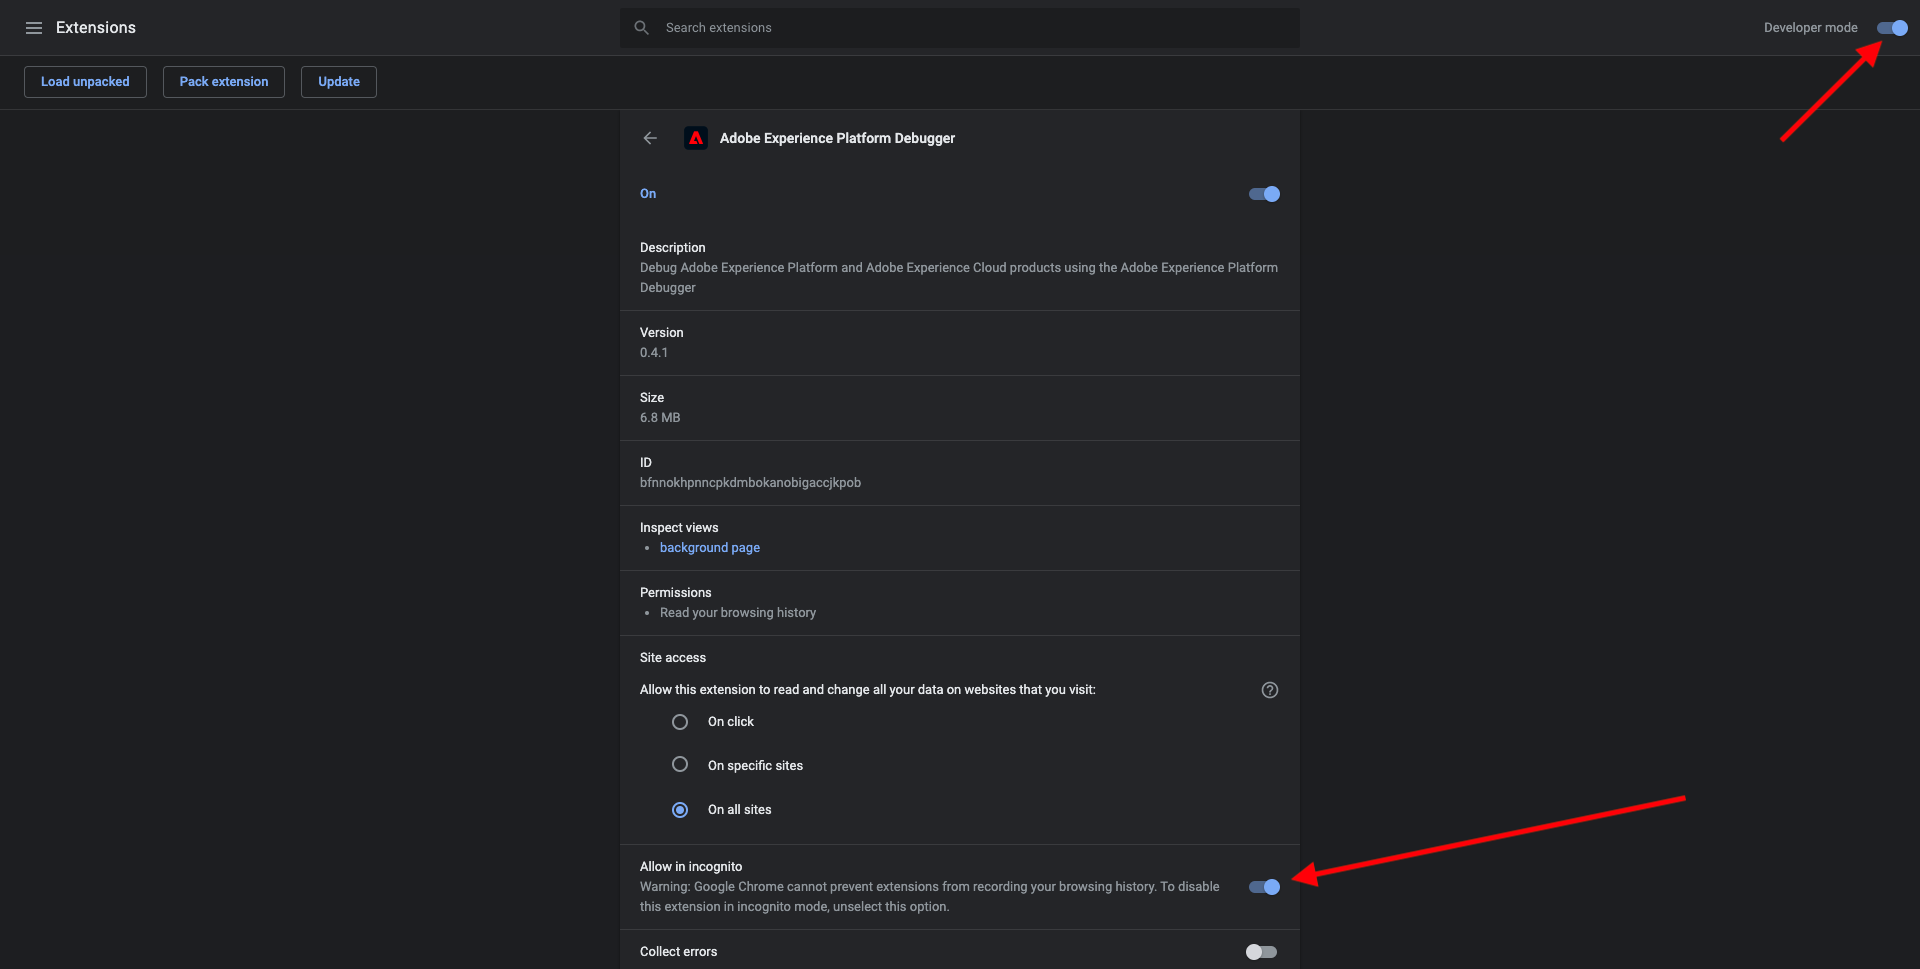 Extensions
Search extensions
Developer mode
Load unpacked
Pack extension
Update
Adobe Experience Platform Debugger
On
Description
Debug Adobe Experience Platform and Adobe Experience Cloud products using the Adobe Experience Platform
Debugger
Version
0.4.1
Size
6.8 MB
ID
bfnnokhpnncpkdmbokanobigaccjkpob
Inspect views
background page
Permissions
Read your browsing history
Site access
Allow this extension to read and change all your data on websites that you visit:
On click
On specific sites
On all sites
Allow in incognito
Warning: Google Chrome cannot prevent extensions from recording your browsing history. To disable
this extension in incognito mode, unselect this option.
Collect errors